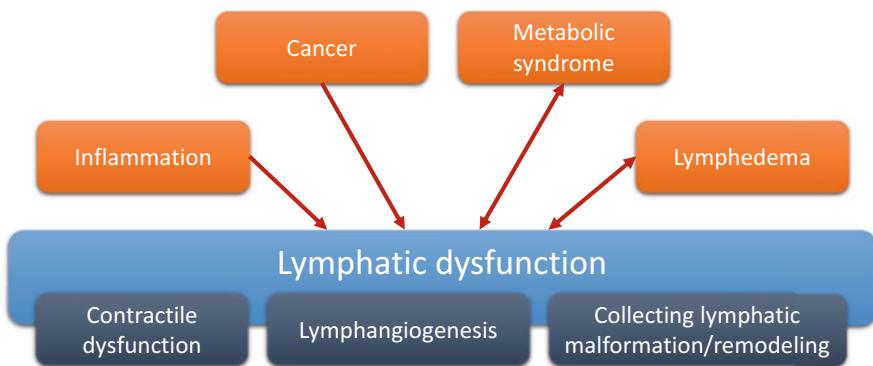 Cancer
Metabolic
syndrome
Inflammation
Lymphedema
Lymphatic dysfunction
Contractile
dysfunction
Lymphangiogenesis
Collecting lymphatic
malformation/remodeling